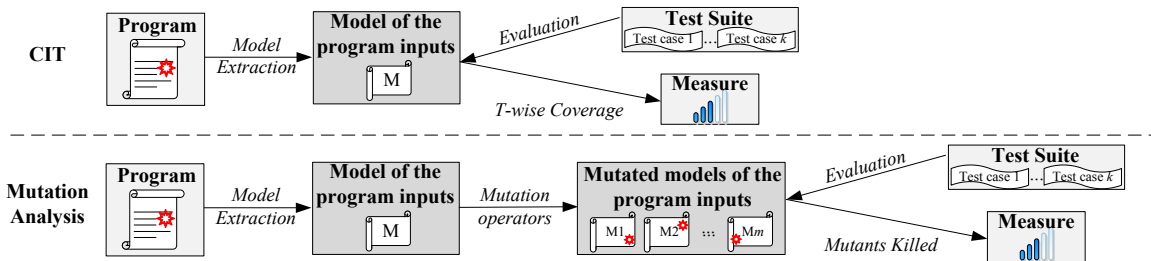 CIT
Program
Model
Extraction
Model of the
program inputs
M
Evaluation
Test Suite
Test case 1 ... Test case k
T-wise Coverage
Measure
Mutation
Analysis
Program
Model
Extraction
Model of the
program inputs
M
Mutation
operators
Mutated models of the
program inputs
M1 M2 ... Mm
Evaluation
Test Suite
Test case 1 ... Test case k
Mutants Killed
Measure